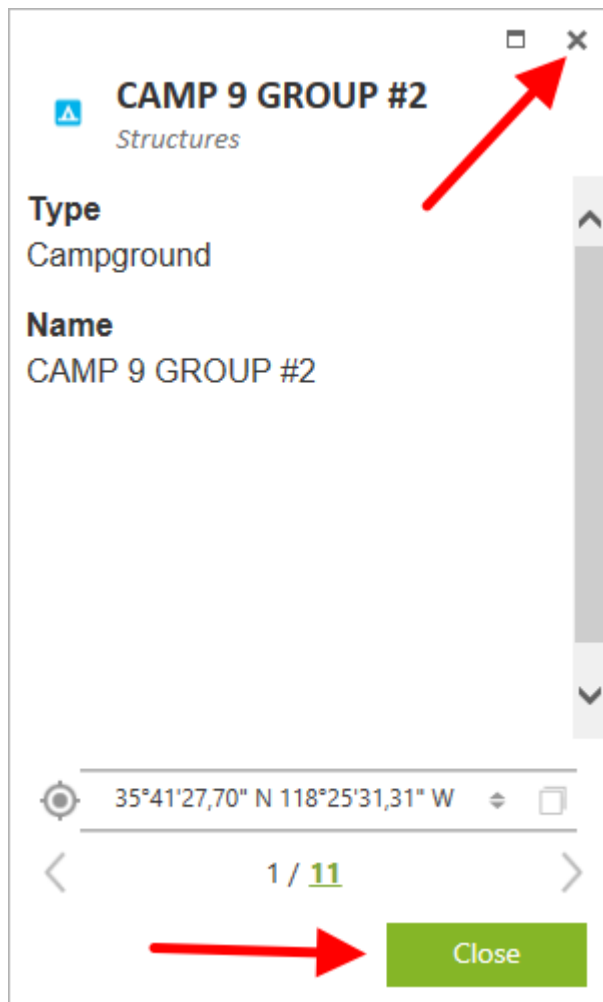 CAMP 9 GROUP #2
Structures
Type
Campground
Name
CAMP 9 GROUP #2
35°41'27,70" N 118°25'31,31" W
1 / 11
Close